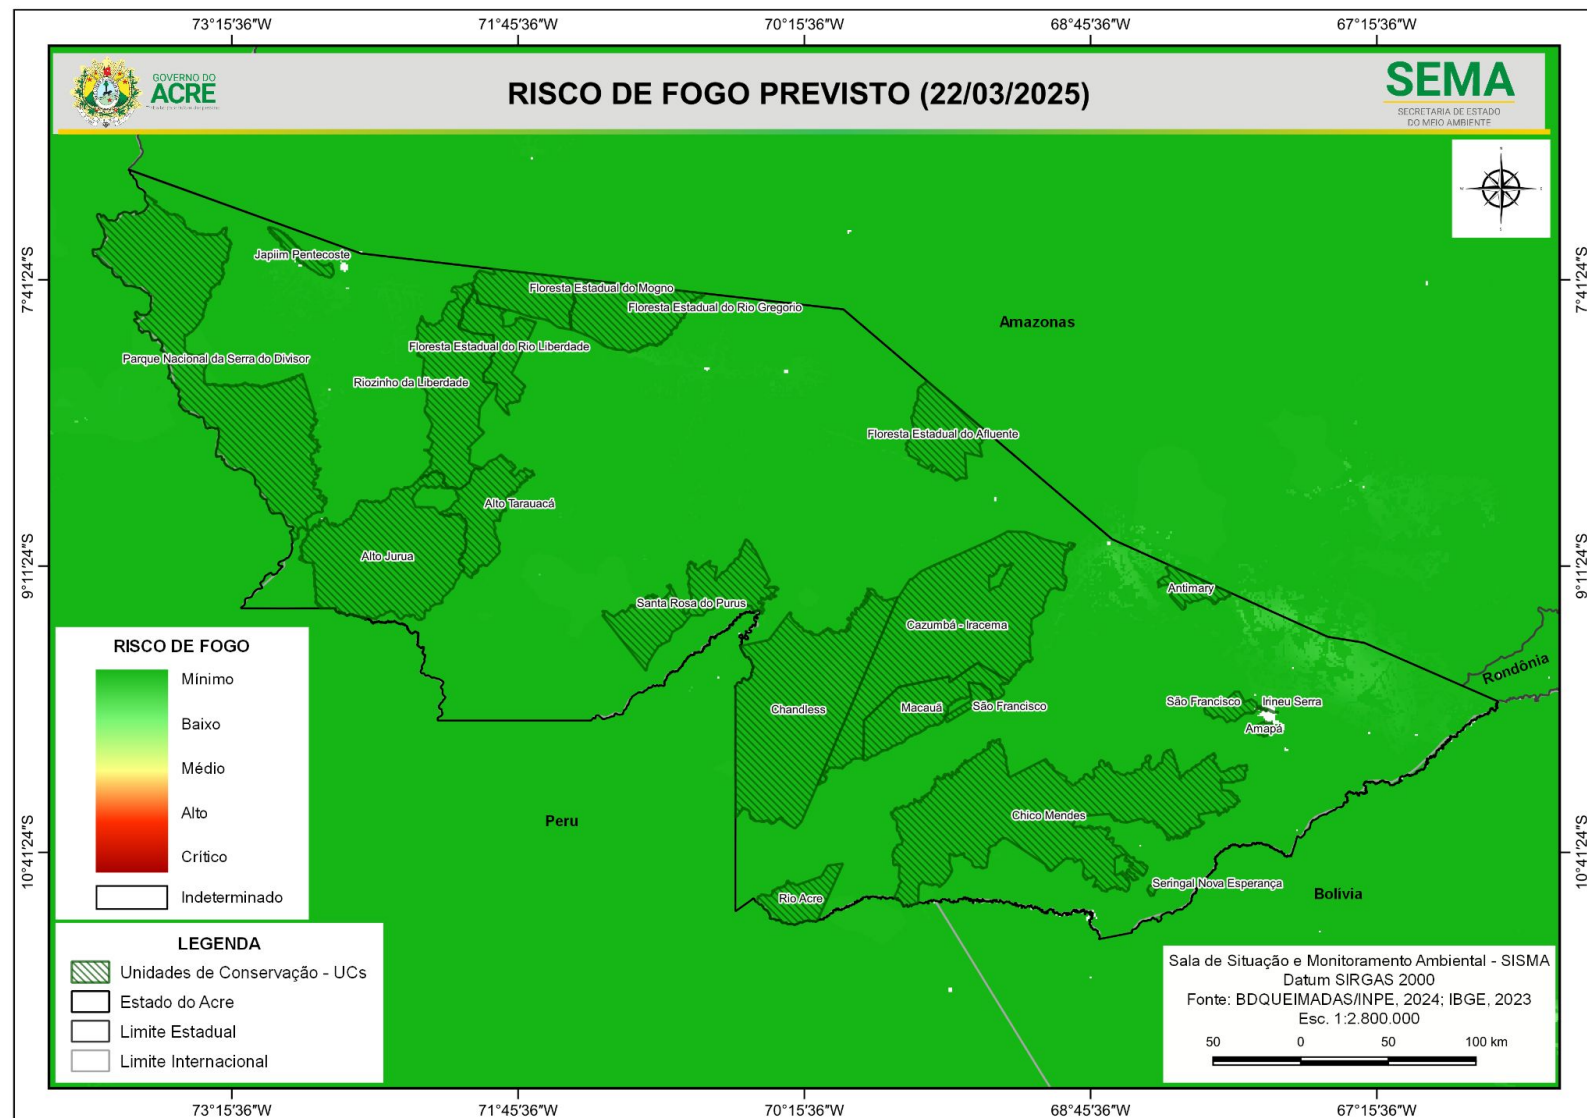 73°15'36"W 71°45'36"W 70°15'36"W 68°45'36"W 67°15'36"W
GOVERNO DO
ACRE
RISCO DE FOGO PREVISTO (22/03/2025)
SEMA
SECRETARIA DE ESTADO
DO MEIO AMBIENTE
7°41'24"S
7°41'24"S
Japiim Pentecoste
Floresta Estadual do Mogno
Floresta Estadual do Rio Gregorio
Amazonas
Floresta Estadual do Rio Liberdade
Parque Nacional da Serra do Divisor
Riozinho da Liberdade
Floresta Estadual do Afluente
Alto Tarauacá
Alto Jurua
9°11'24"S
9°11'24"S
Antimary
Santa Rosa do Purus
Cazumbá - Iracema
Rondônia
Chandless
Macauã
São Francisco
São Francisco
Irineu Serra
Amapá
Chico Mendes
Peru
10°41'24"S
10°41'24"S
Seringal Nova Esperança
Bolivia
Rio Acre
RISCO DE FOGO
Mínimo
Baixo
Médio
Alto
Crítico
Indeterminado
LEGENDA
Unidades de Conservação - UCs
Estado do Acre
Limite Estadual
Limite Internacional
Sala de Situação e Monitoramento Ambiental - SISMA
Datum SIRGAS 2000
Fonte: BDQUEIMADAS/INPE, 2024; IBGE, 2023
Esc. 1:2.800.000
50 0 50 100 km
73°15'36"W 71°45'36"W 70°15'36"W 68°45'36"W 67°15'36"W